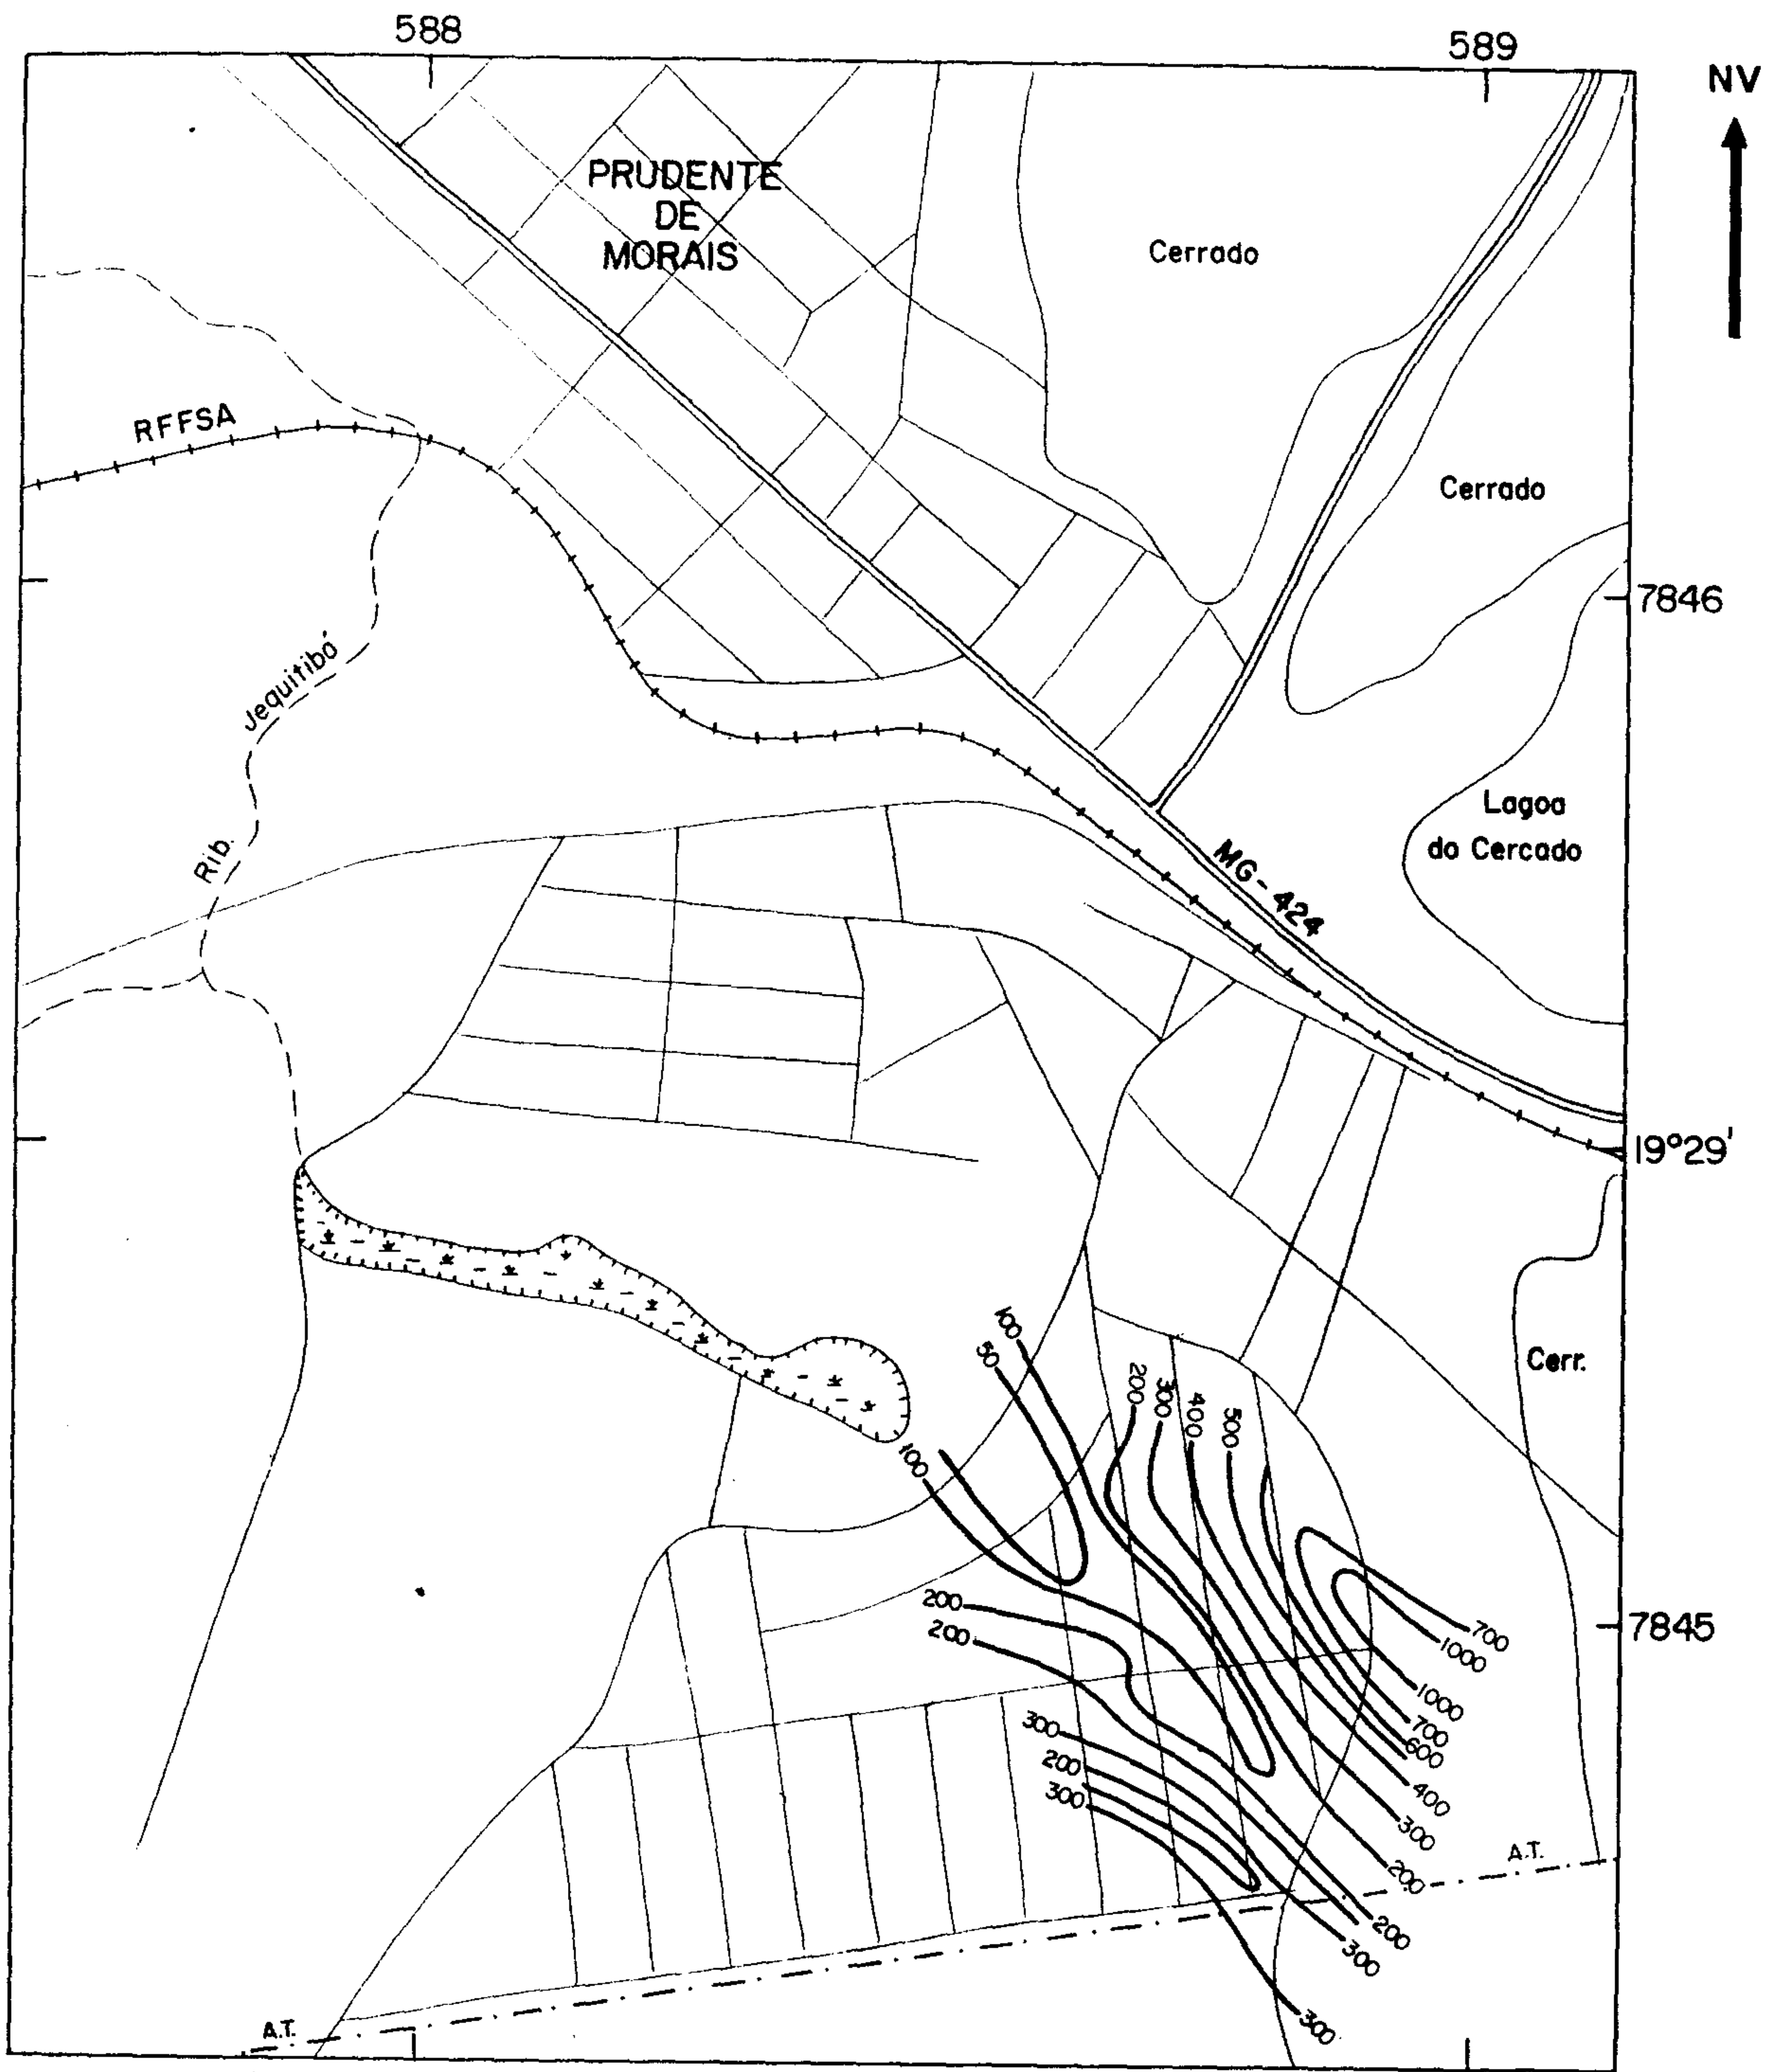 588
589
NV
PRUDENTE
DE
MORAIS
Cerrado
RFFSA
Cerrado
7846
Jequitibá
Lagoa
do Cercado
Rib.
MG-424
19°29'
100
50
Cerr.
200
300
400
500
100
200
200
7845
700
1000
1000
700
600
300
200
300
400
300
A.T.
200
200
300
A.T.
300